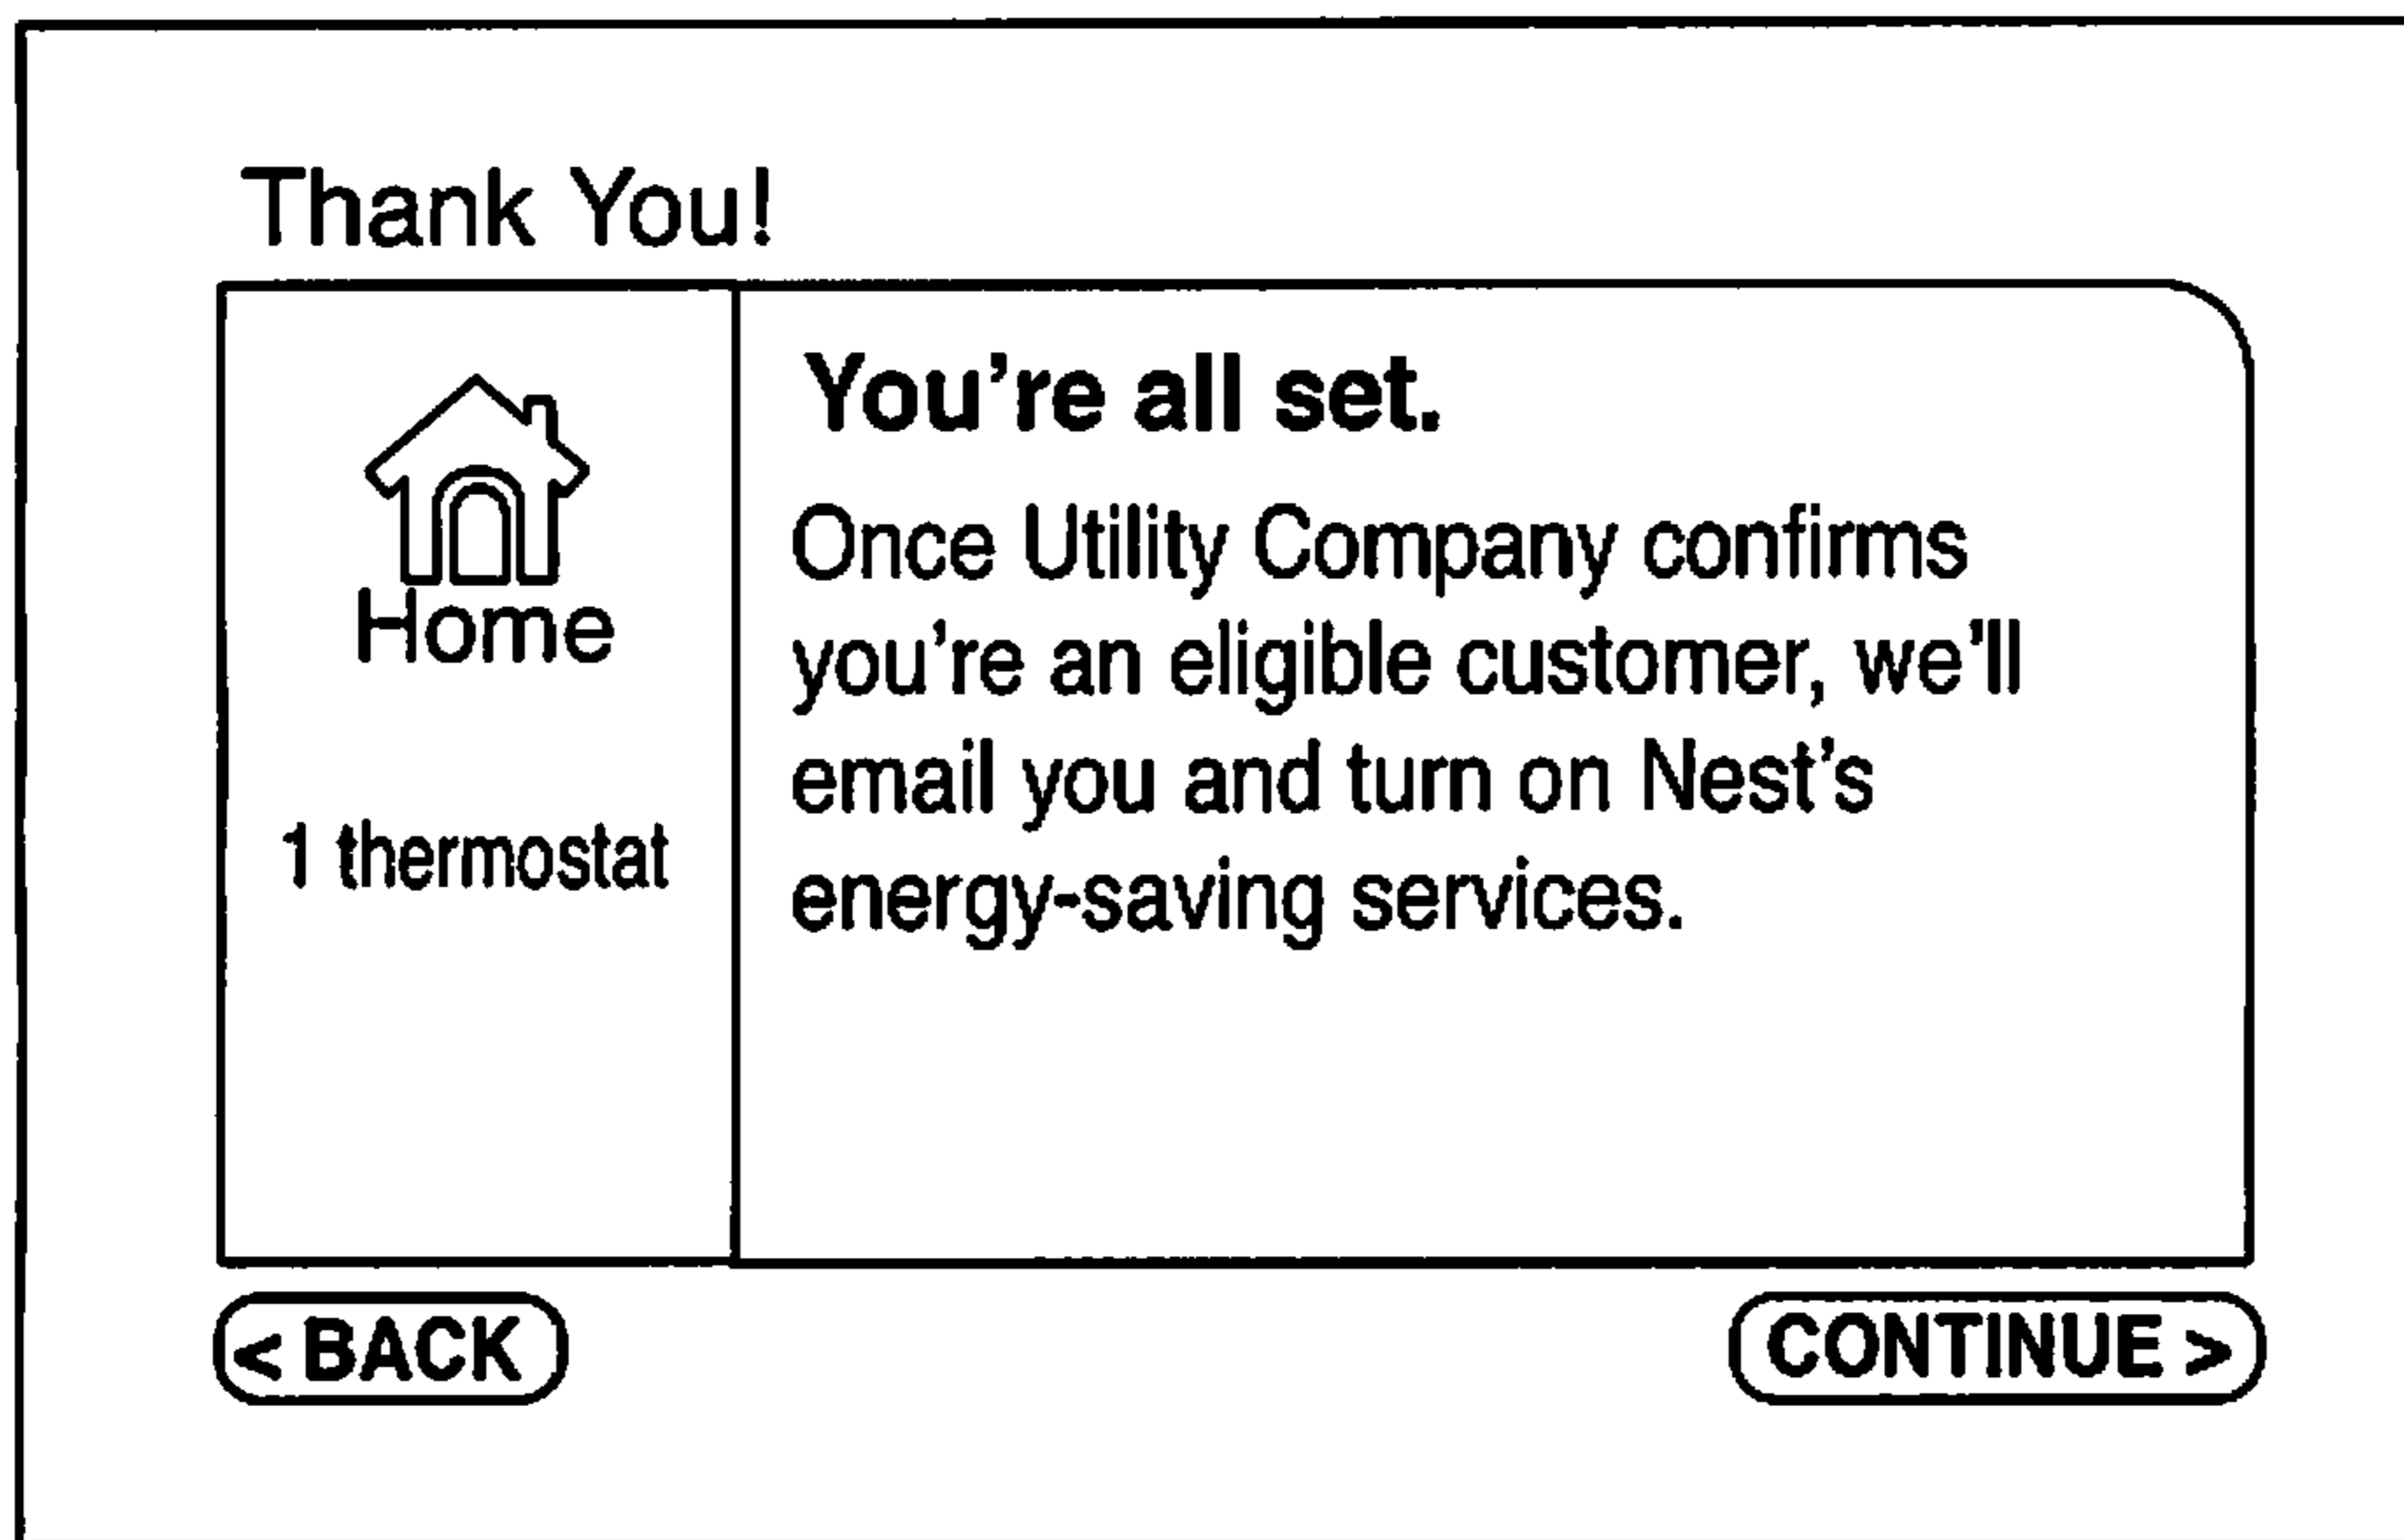 Thank You!
Home
1 thermostat
You're all set.
Once Utility Company confirms
you're an eligible customer, we'll
email you and turn on Nest's
energy-saving services.
< BACK
CONTINUE >